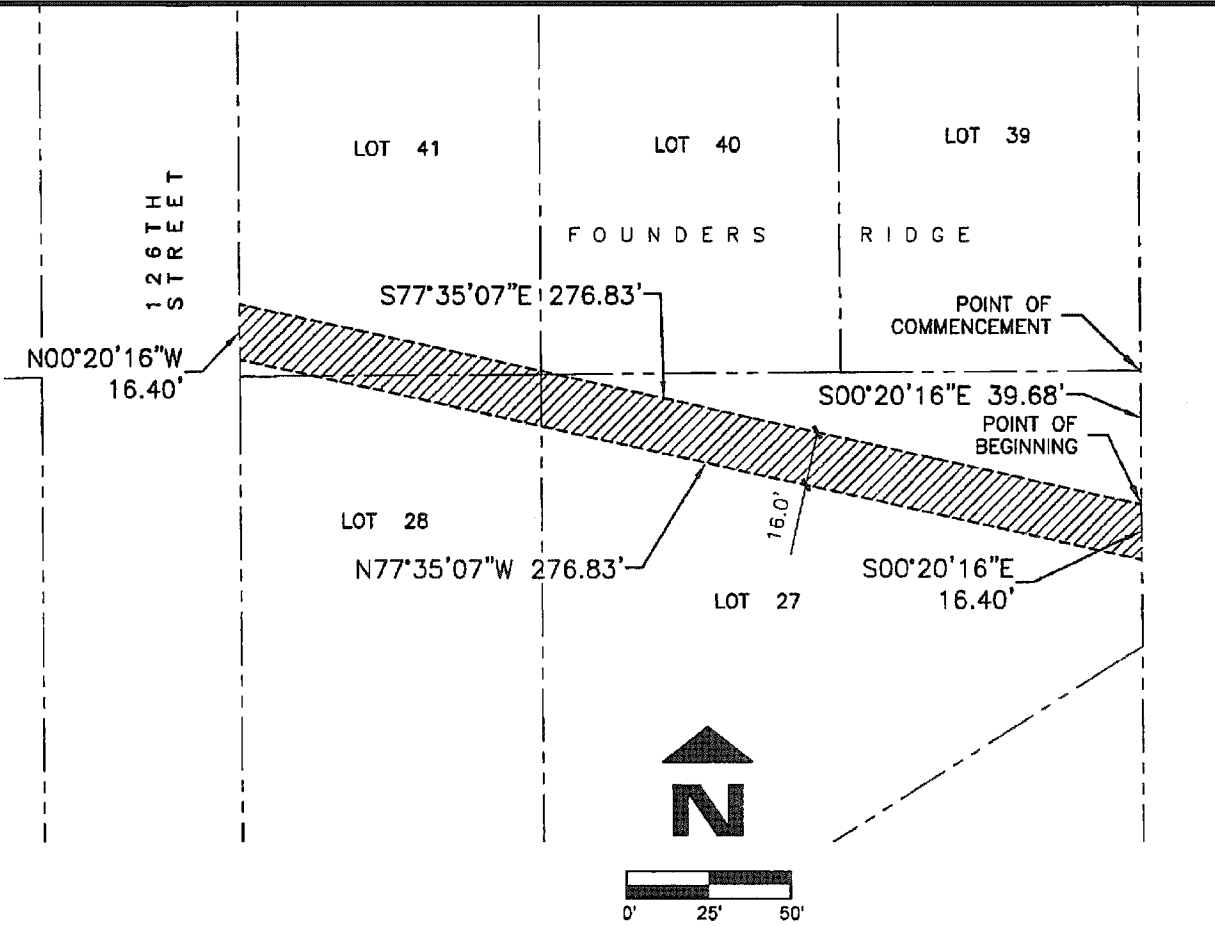 LOT 41
LOT 40
LOT 39
126TH
STREET
FOUNDERS RIDGE
S77°35'07"E 276.83'
POINT OF
COMMENCEMENT
N00°20'16"W
16.40'
S00°20'16"E 39.68'
POINT OF
BEGINNING
16.0'
LOT 28
N77°35'07"W 276.83'
S00°20'16"E
16.40'
LOT 27
N
0' 25' 50'